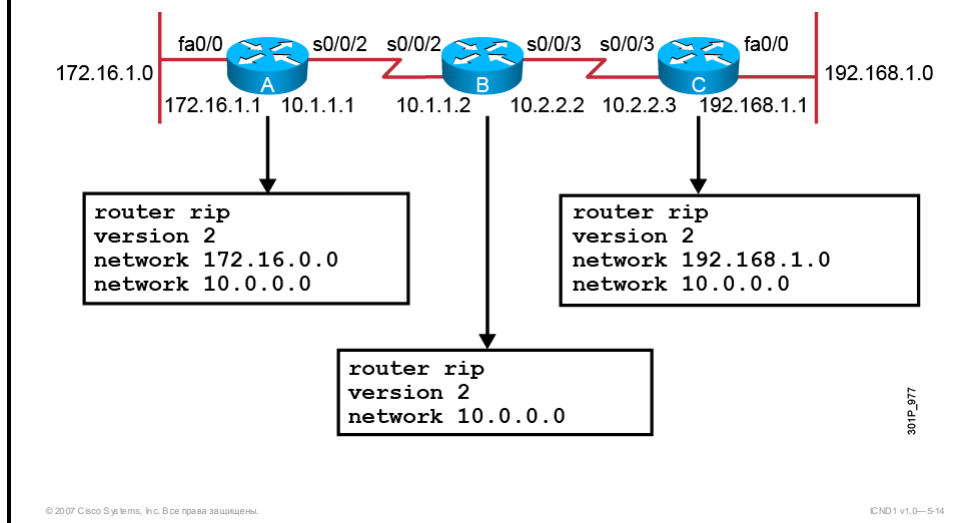 fa0/0 s0/0/2 s0/0/2 s0/0/3 s0/0/3 fa0/0
172.16.1.0 192.168.1.0
A B C
172.16.1.1 10.1.1.1 10.1.1.2 10.2.2.2 10.2.2.3 192.168.1.1
router rip
version 2
network 172.16.0.0
network 10.0.0.0
router rip
version 2
network 192.168.1.0
network 10.0.0.0
router rip
version 2
network 10.0.0.0
301P_977
© 2007 Cisco Systems, Inc. Все права защищены.
ICND1 v1.0—5-14